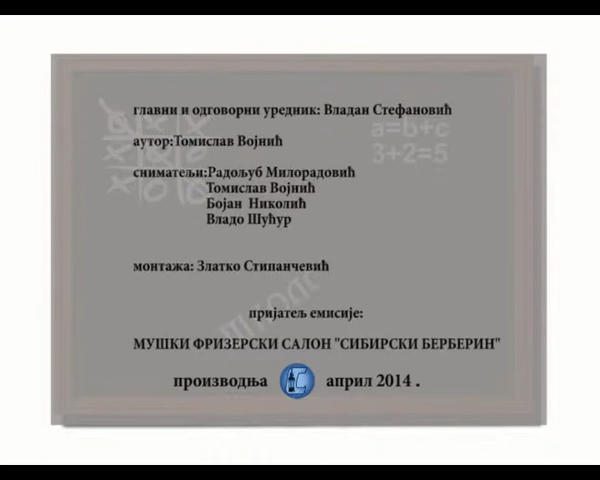 главни и одговорни уредник: Владан Стефановић
a=b+c
аутор:Томислав Војнић
3+2=5
сниматељи:Радољуб Милорадовић
Томислав Војнић
Бојан Николић
Владо Шућур
монтажа: Златко Стипанчевић
школа
пријатељ емисије:
МУШКИ ФРИЗЕРСКИ САЛОН "СИБИРСКИ БЕРБЕРИН"
производња април 2014 .